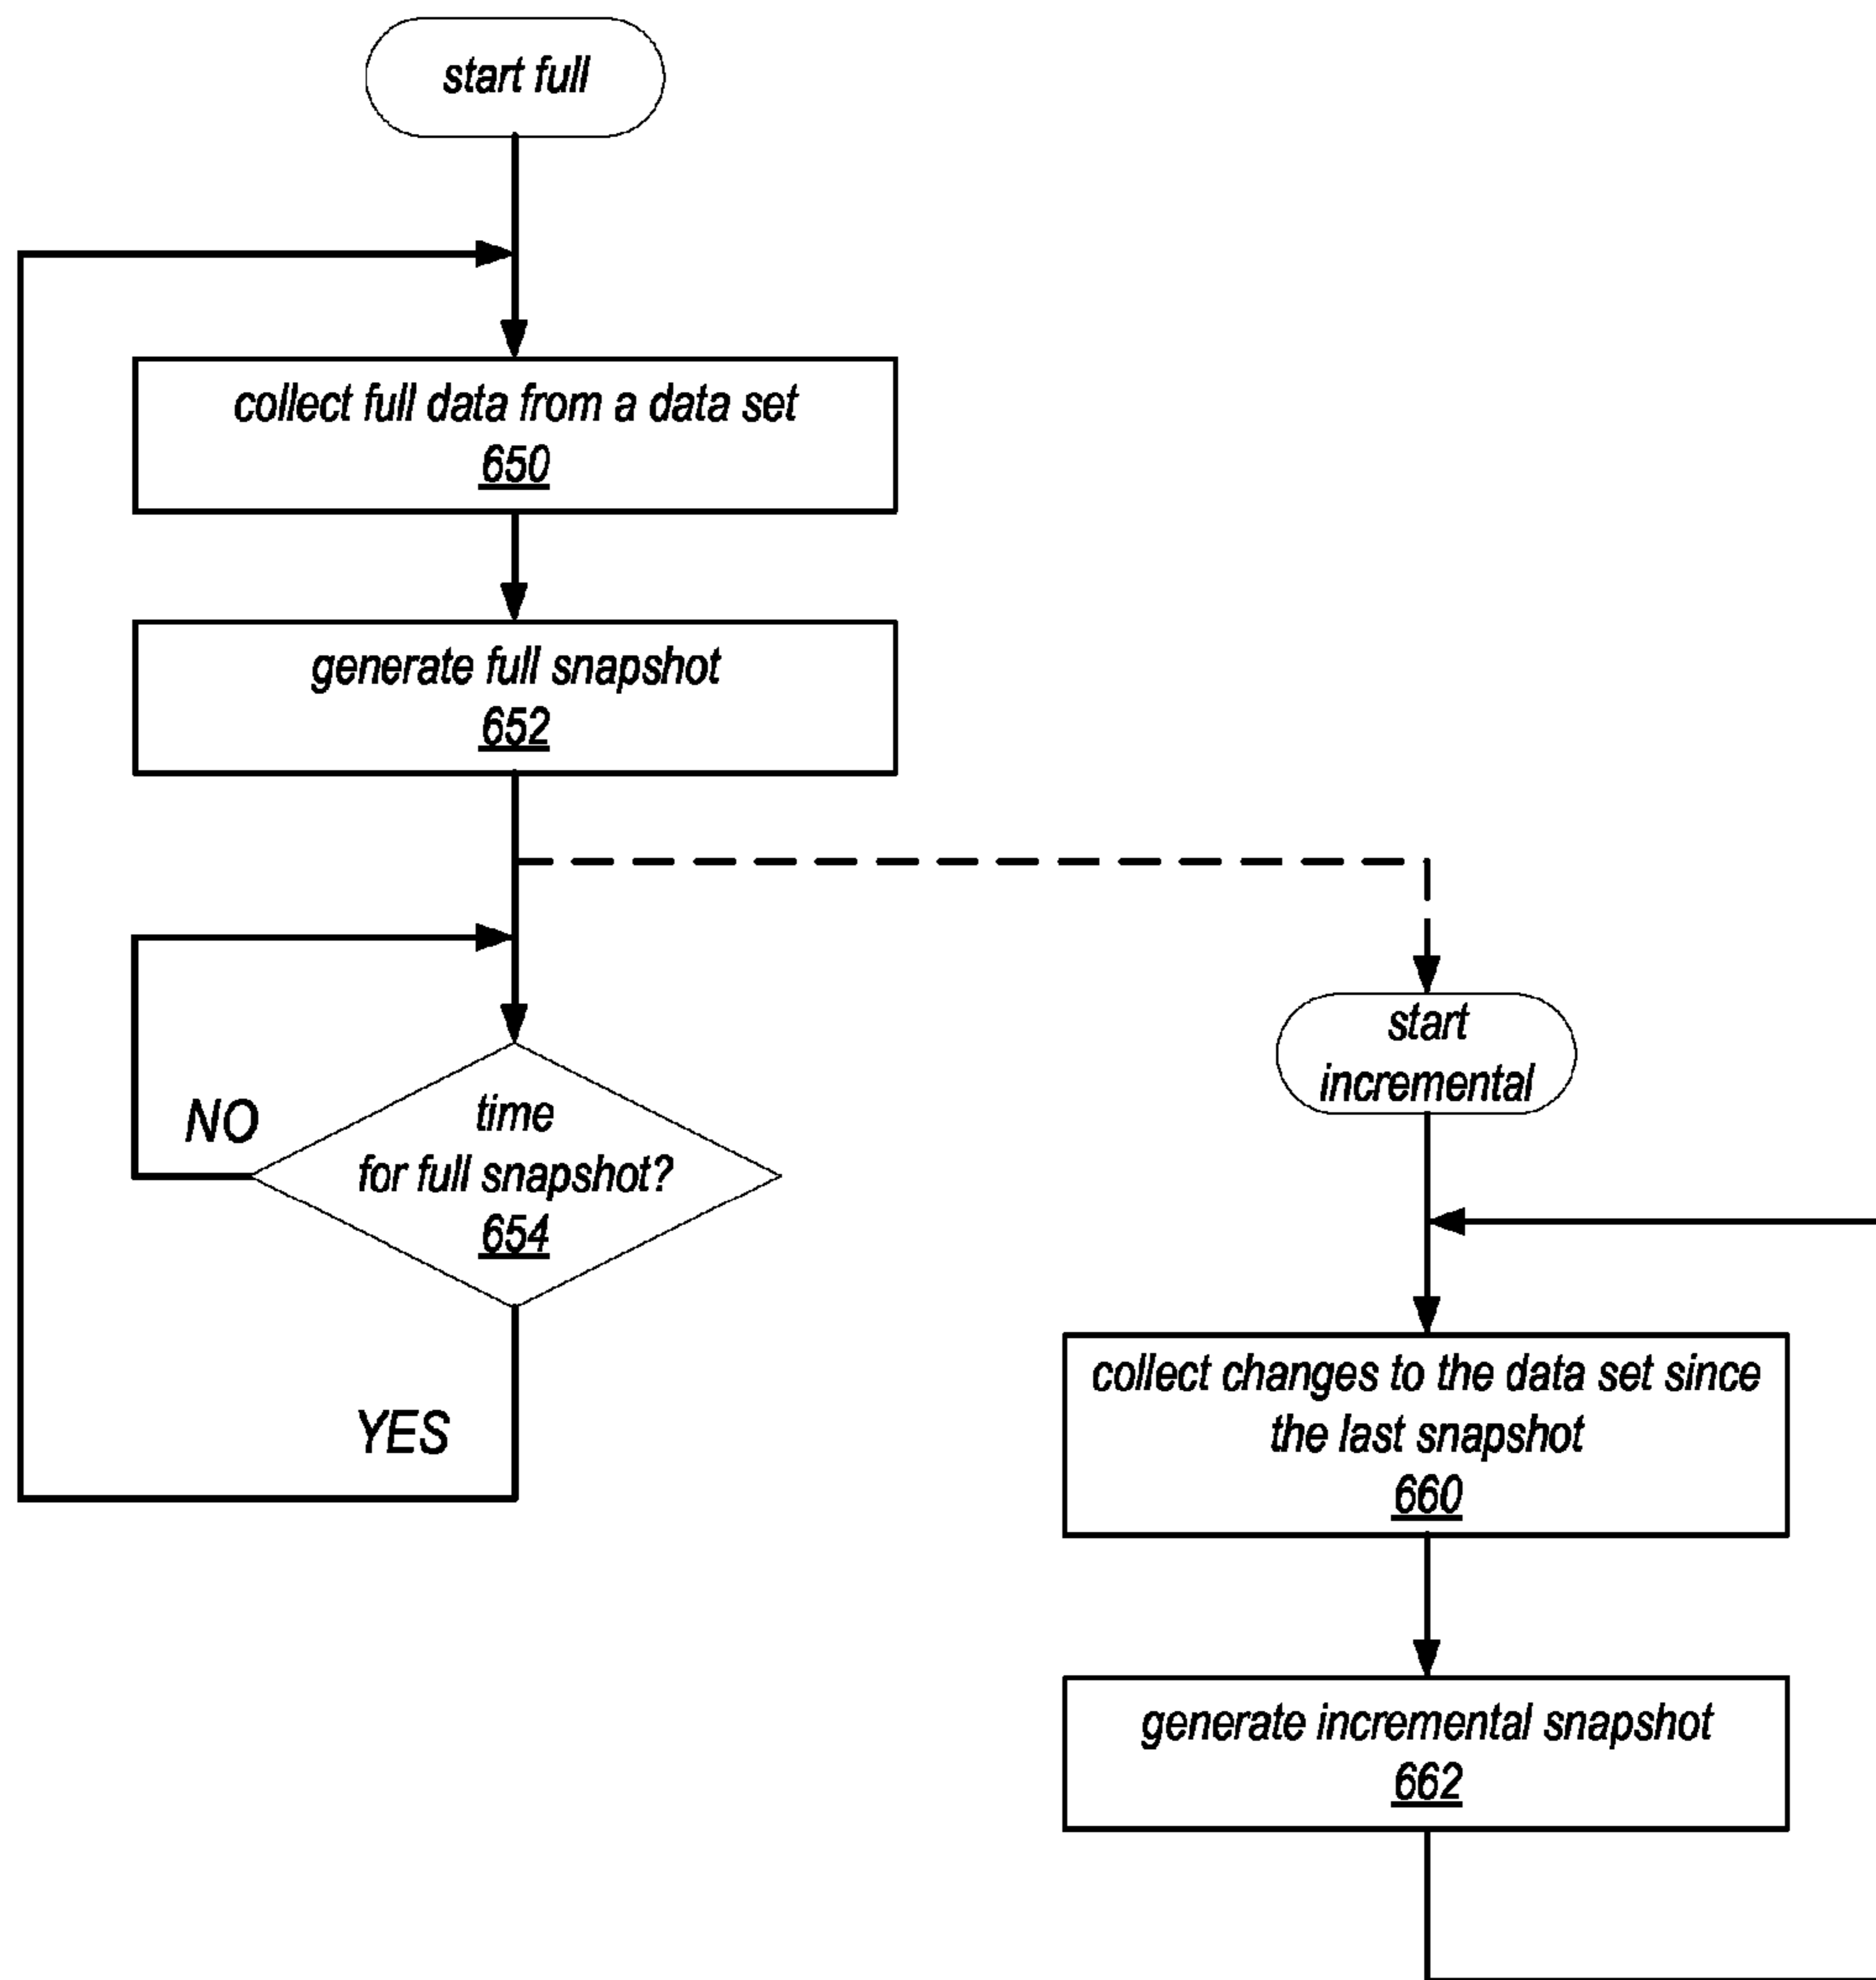 start full
collect full data from a data set
650
generate full snapshot
652
time
for full snapshot?
654
NO
YES
start
incremental
collect changes to the data set since
the last snapshot
660
generate incremental snapshot
662